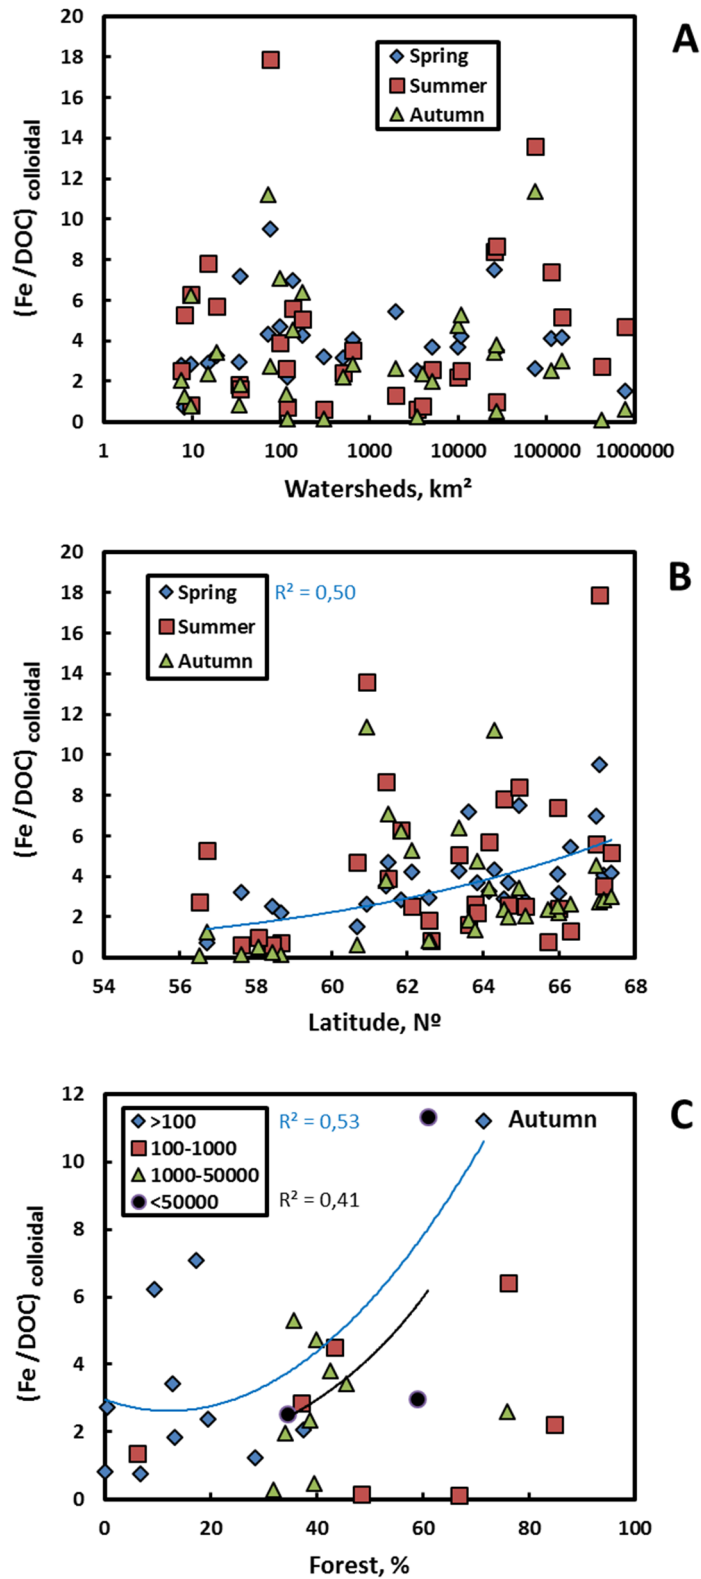 20
18
16
14
12
10
8
6
4
2
0
(Fe /DOC) colloidal
A
Spring
Summer
Autumn
1 10 100 1000 10000 100000 1000000
Watersheds, km²
20
18
16
14
12
10
8
6
4
2
0
(Fe /DOC) colloidal
B
Spring R² = 0,50
Summer
Autumn
54 56 58 60 62 64 66 68
Latitude, Nº
12
10
8
6
4
2
0
(Fe /DOC) colloidal
C
>100 R² = 0,53
100-1000
1000-50000
<50000 R² = 0,41
Autumn
0 20 40 60 80 100
Forest, %